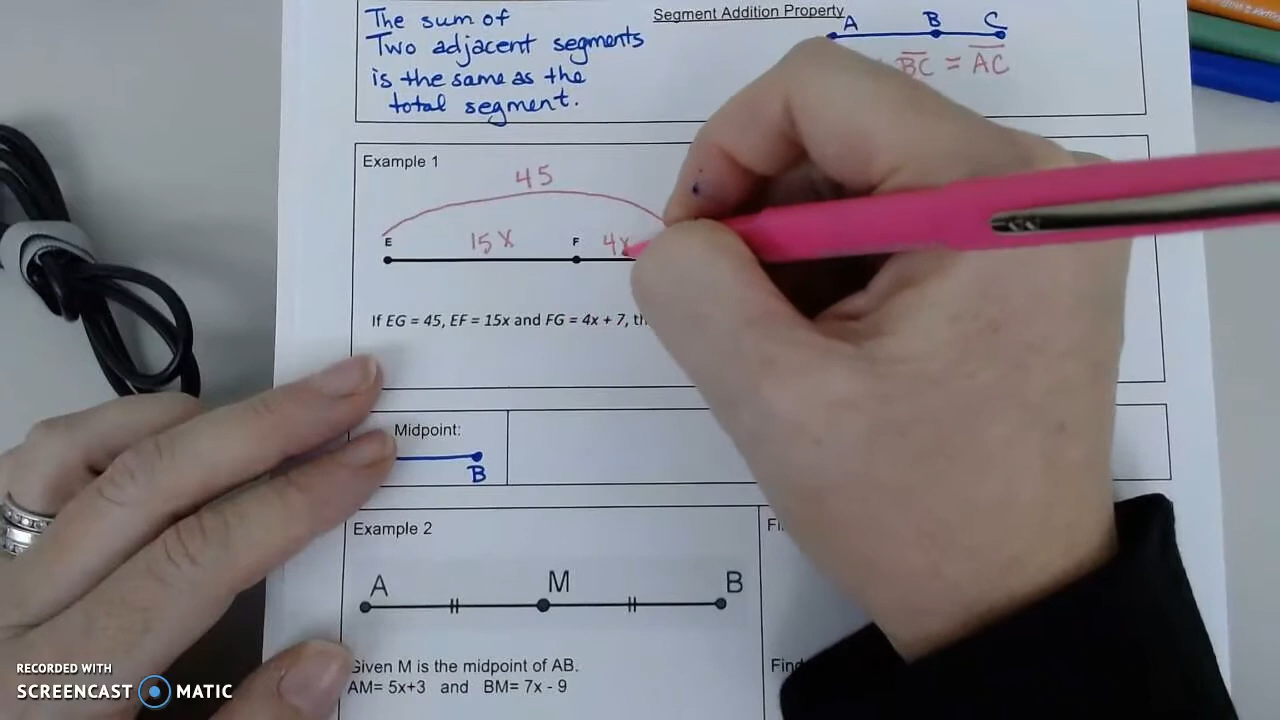 Segment Addition Property
The sum of
Two adjacent segments
is the same as the
total segment.
A B C
BC = AC
Example 1
45
E 15x F 4x
If EG = 45, EF = 15x and FG = 4x + 7,
Midpoint:
B
Example 2
A M B
Given M is the midpoint of AB.
AM= 5x+3 and BM= 7x - 9
RECORDED WITH
SCREENCAST MATIC